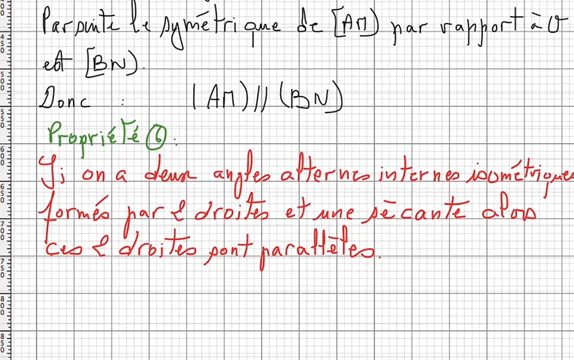 Par suite le symétrique de [AM) par rapport à O
est [BN).
Donc : (AM) // (BN)
Propriété ⑥:
Si on a deux angles alternes internes isométriques
formés par 2 droites et une sécante alors
ces 2 droites sont parallèles.